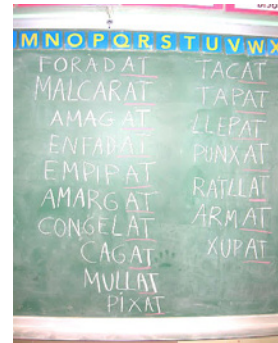 MNOPQRSTUVWX
FORADAT
MALCARAT
AMAGAT
ENFADAT
EMPIPAT
AMARGAT
CONGELAT
CAGAT
MULLAT
PIXAT
TACAT
TAPAT
LLEPAT
PUNXAT
RATLLAT
ARMAT
XUPAT